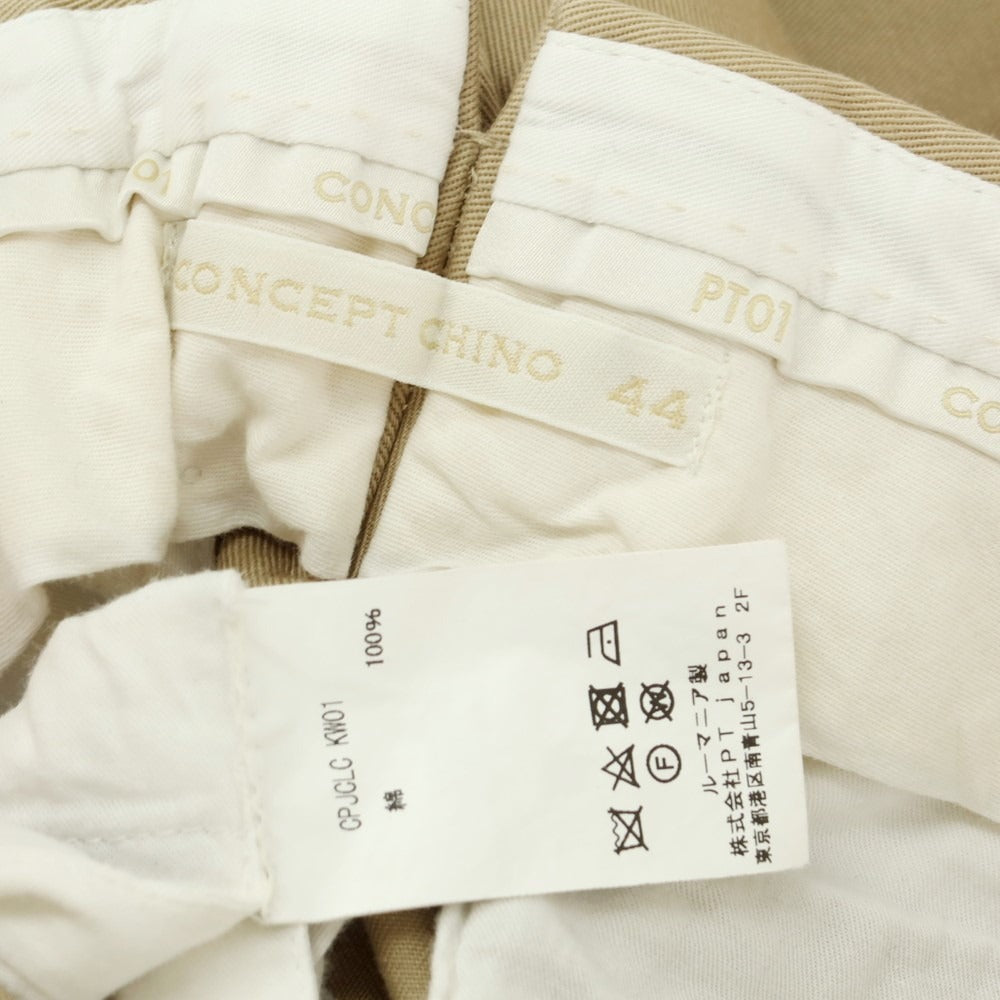 01
CONC
CONCEPT CHINO 44
PT01
CO
CPJCLC KW01
綿 100%
F
ルーマニア製
株式会社PT japan
東京都港区南青山5-13-3 2F